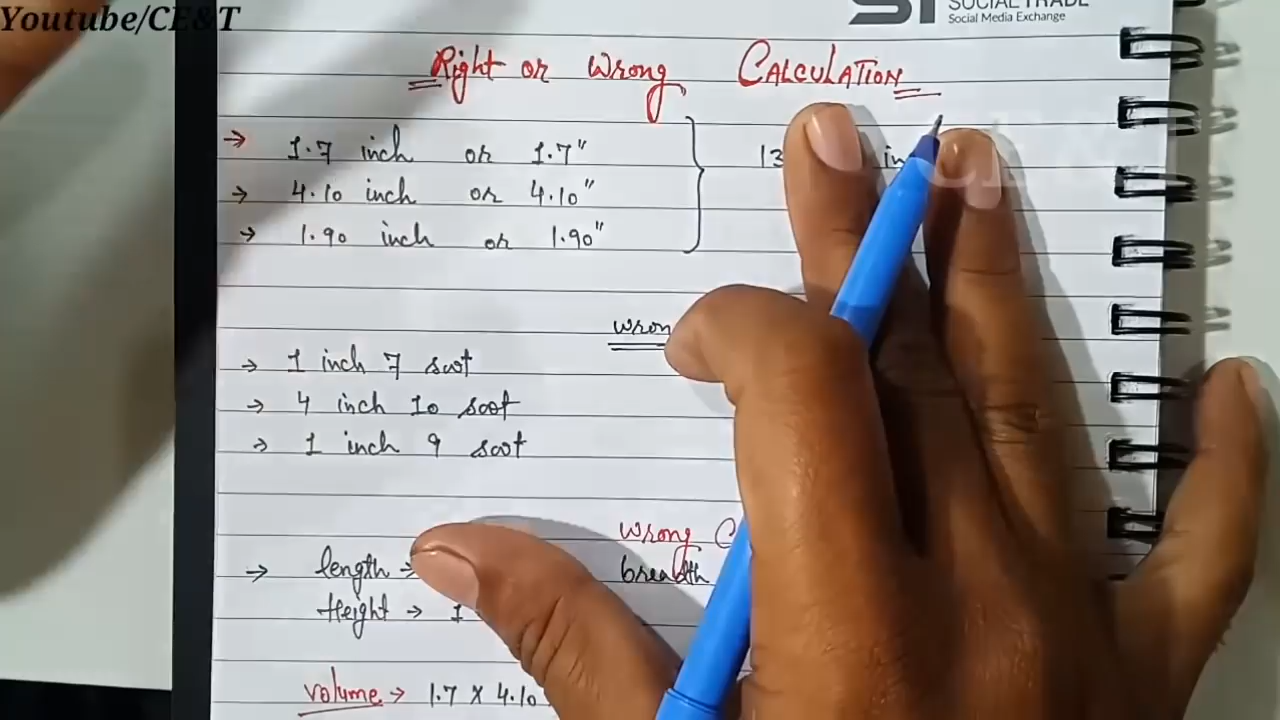 Youtube/CE&T
SOCIAL TRADE
Social Media Exchange
Right or Wrong CALCULATION
→ 1.7 inch or 1.7"
→ 4.10 inch or 4.10"
→ 1.90 inch or 1.90"
→ 1 inch 7 soot
→ 4 inch 10 soot
→ 1 inch 9 soot
Wrong
→ length → breadth
Height → 1
volume → 1.7 X 4.10